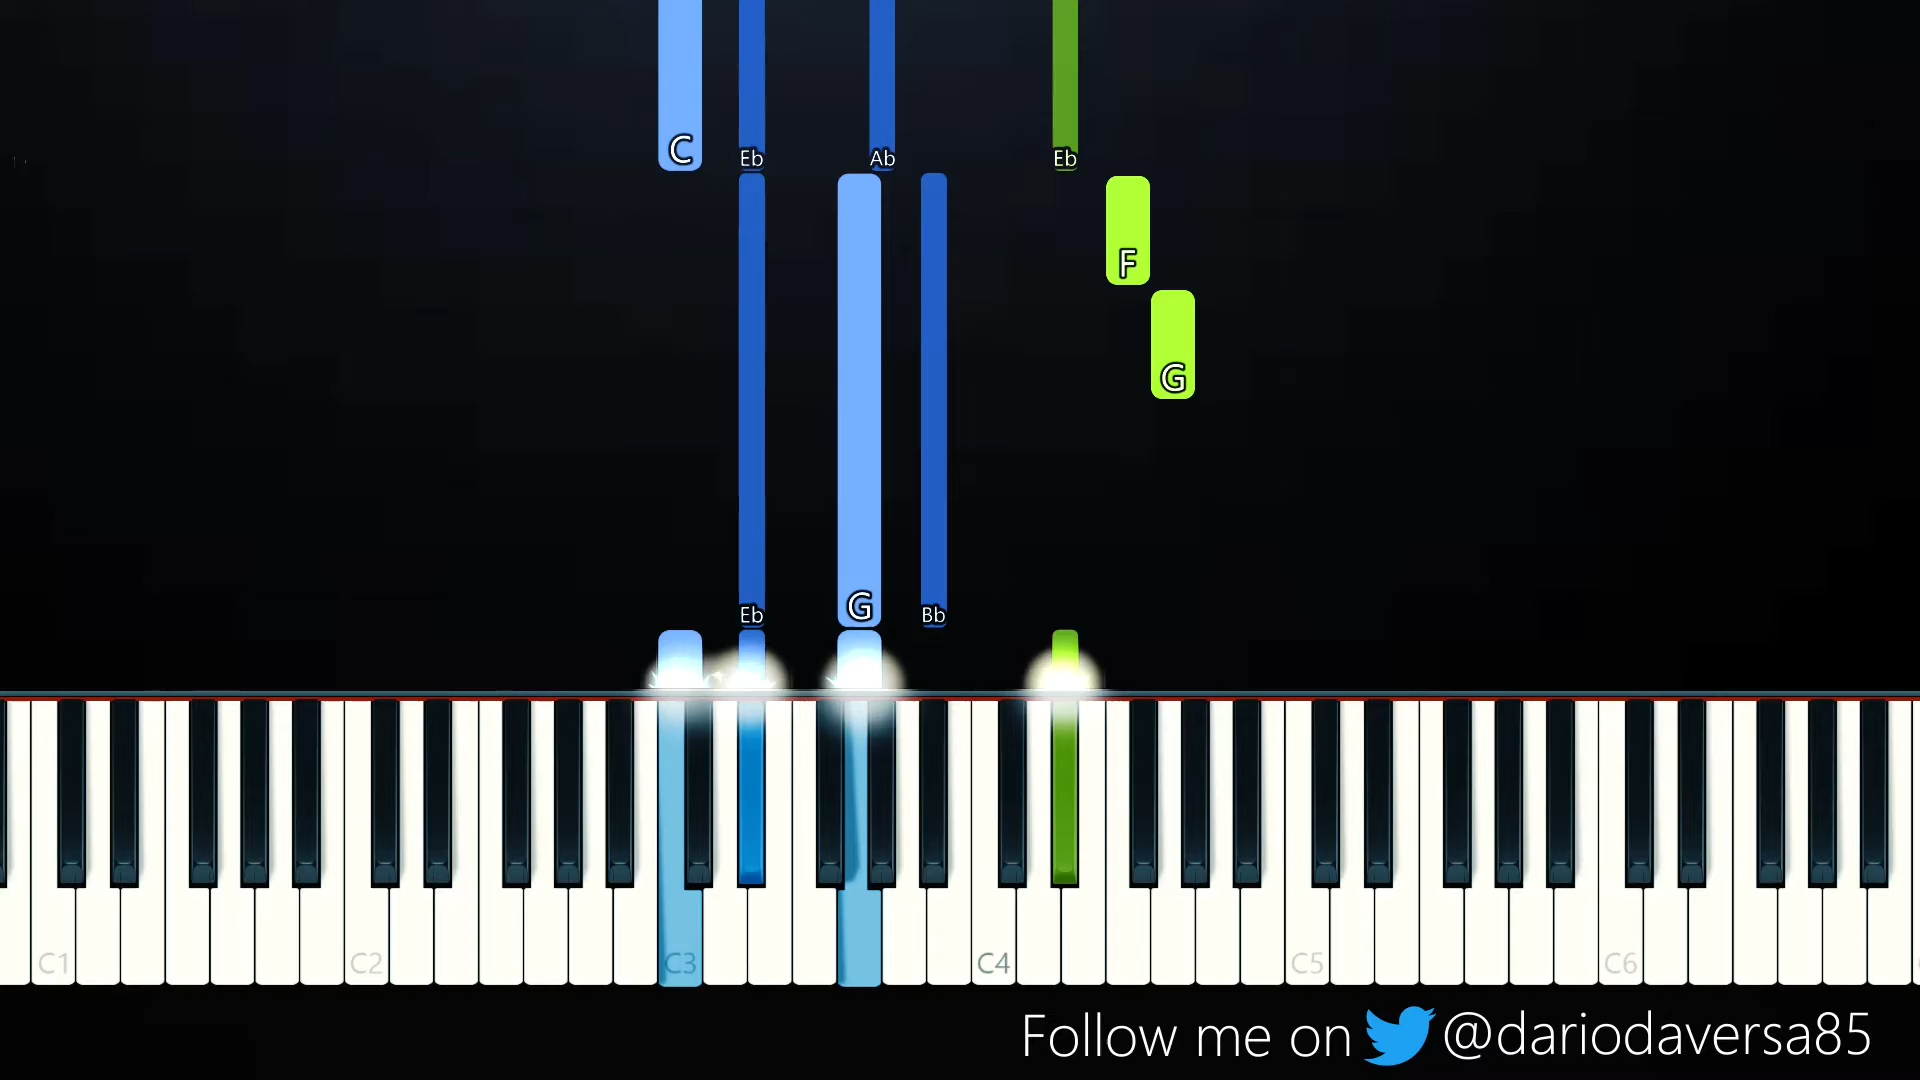 C Eb Ab Eb
F
G
Eb G Bb
C1 C2 C3 C4 C5 C6
Follow me on @dariodaversa85